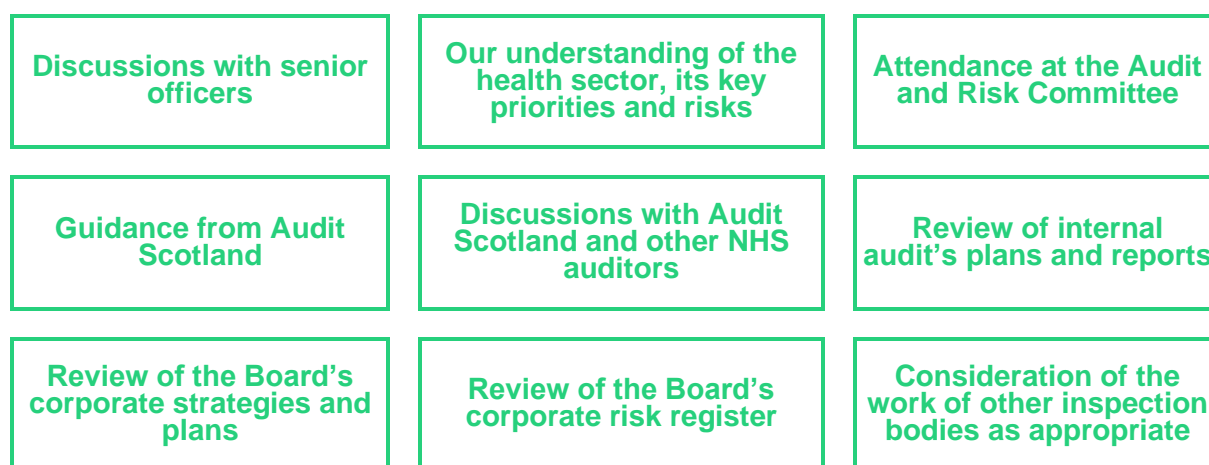 Discussions with senior
officers
Our understanding of the
health sector, its key
priorities and risks
Attendance at the Audit
and Risk Committee
Guidance from Audit
Scotland
Discussions with Audit
Scotland and other NHS
auditors
Review of internal
audit’s plans and reports
Review of the Board’s
corporate strategies and
plans
Review of the Board’s
corporate risk register
Consideration of the
work of other inspection
bodies as appropriate